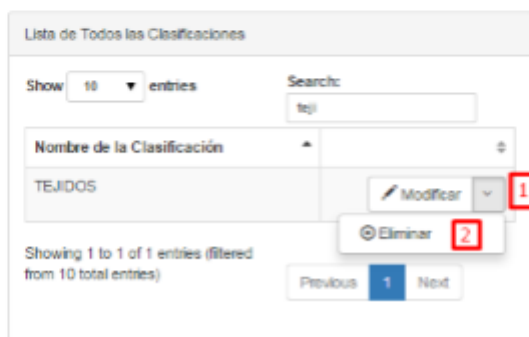 Lista de Todos las Clasificaciones
Show 10 entries
Search:
teji
Nombre de la Clasificación
TEJIDOS
Modificar
1
Eliminar
2
Showing 1 to 1 of 1 entries (filtered
from 10 total entries)
Previous 1 Next